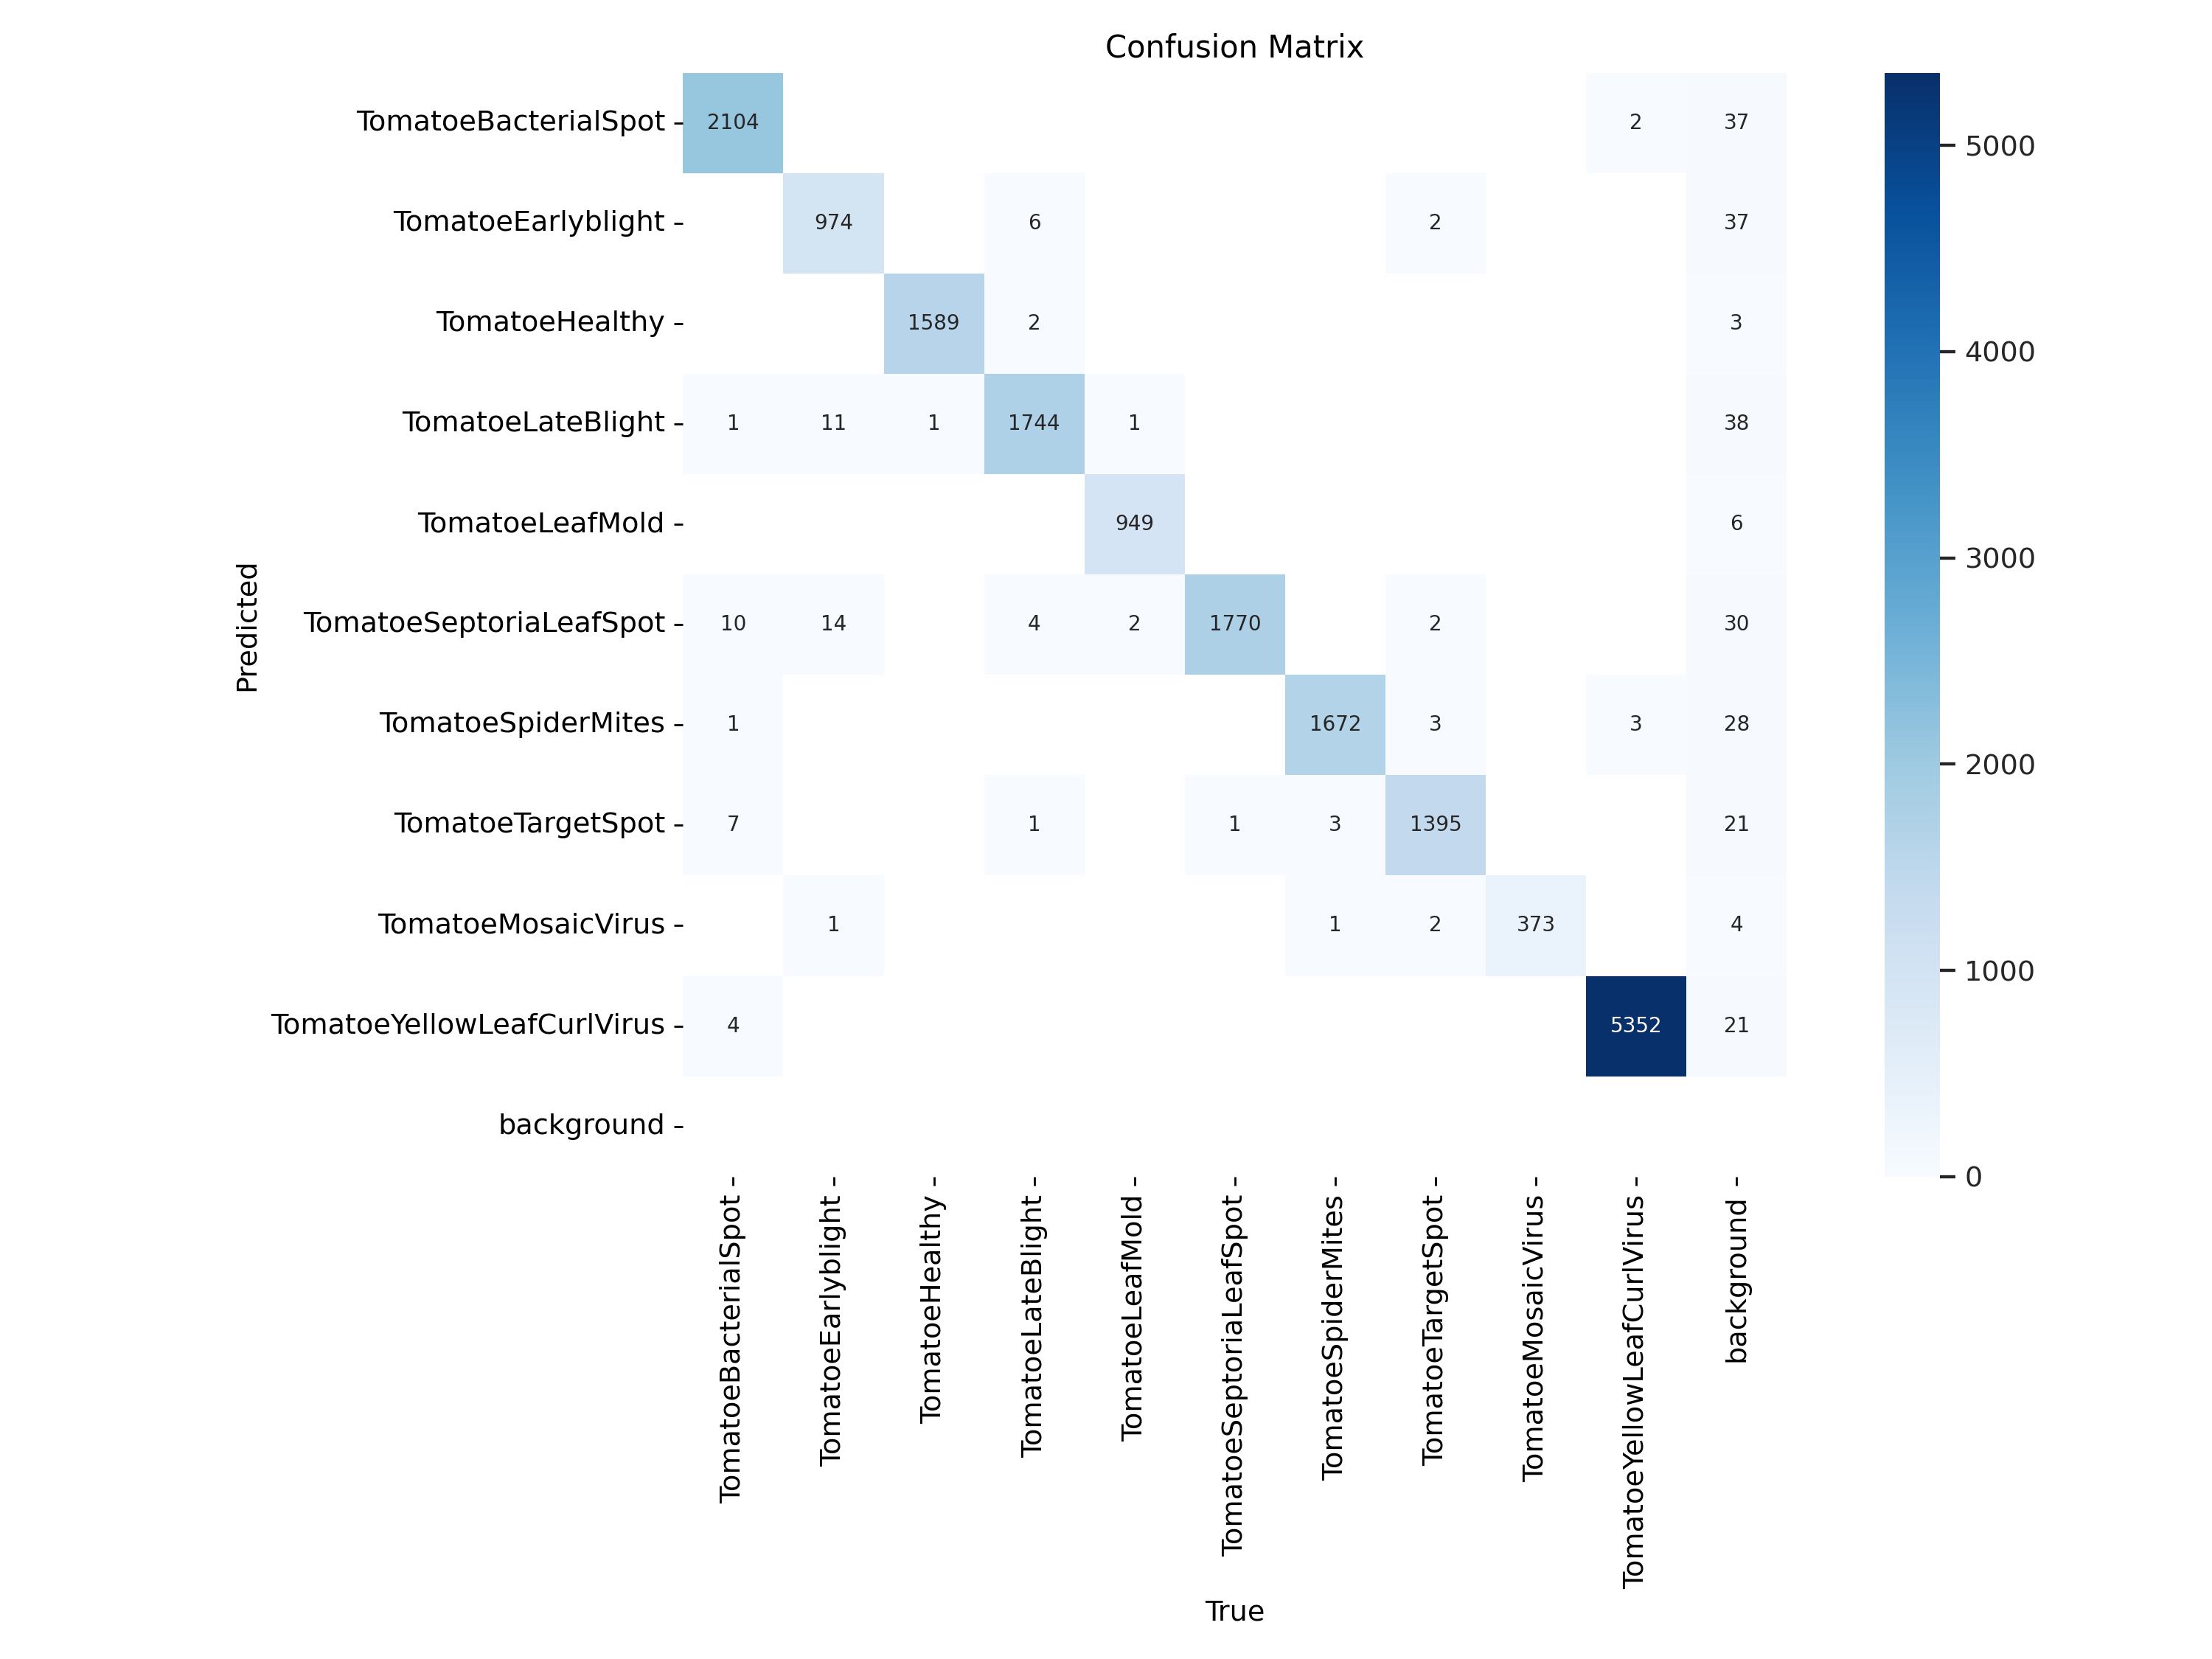 Confusion Matrix
Predicted
TomatoeBacterialSpot 2104 2 37
TomatoeEarlyblight 974 6 2 37
TomatoeHealthy 1589 2 3
TomatoeLateBlight 1 11 1 1744 1 38
TomatoeLeafMold 949 6
TomatoeSeptoriaLeafSpot 10 14 4 2 1770 2 30
TomatoeSpiderMites 1 1672 3 3 28
TomatoeTargetSpot 7 1 1 3 1395 21
TomatoeMosaicVirus 1 1 2 373 4
TomatoeYellowLeafCurlVirus 4 5352 21
background
TomatoeBacterialSpot
TomatoeEarlyblight
TomatoeHealthy
TomatoeLateBlight
TomatoeLeafMold
TomatoeSeptoriaLeafSpot
TomatoeSpiderMites
TomatoeTargetSpot
TomatoeMosaicVirus
TomatoeYellowLeafCurlVirus
background
True
5000
4000
3000
2000
1000
0